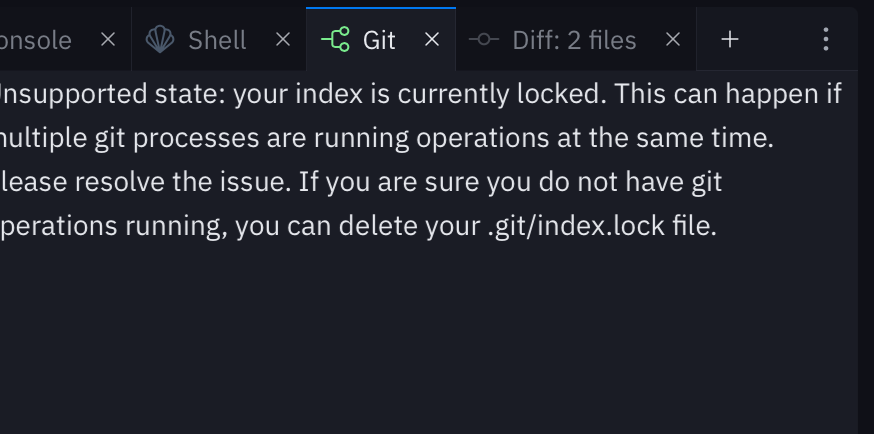 onsole
Shell
Git
Diff: 2 files
nsupported state: your index is currently locked. This can happen if
multiple git processes are running operations at the same time.
lease resolve the issue. If you are sure you do not have git
perations running, you can delete your .git/index.lock file.